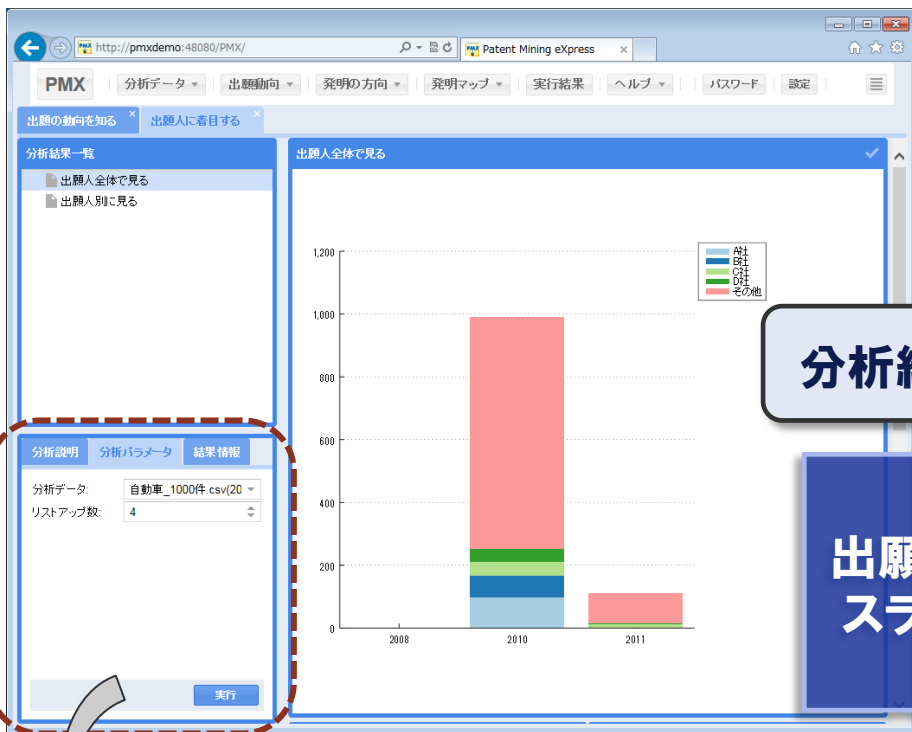 http://pmxdemo:48080/PMX/
Patent Mining eXpress
PMX 分析データ 出願動向 発明の方向 発明マップ 実行結果 ヘルプ パスワード 設定
出願の動向を知る 出願人に着目する
分析結果一覧
出願人全体で見る
出願人別に見る
出願人全体で見る
1,200
1,000
800
600
400
200
0
2008 2010 2011
A社
B社
C社
D社
その他
分析説明 分析パラメータ 結果情報
分析データ: 自動車_1000件.csv(20
リストアップ数: 4
実行
分析
出願
ス